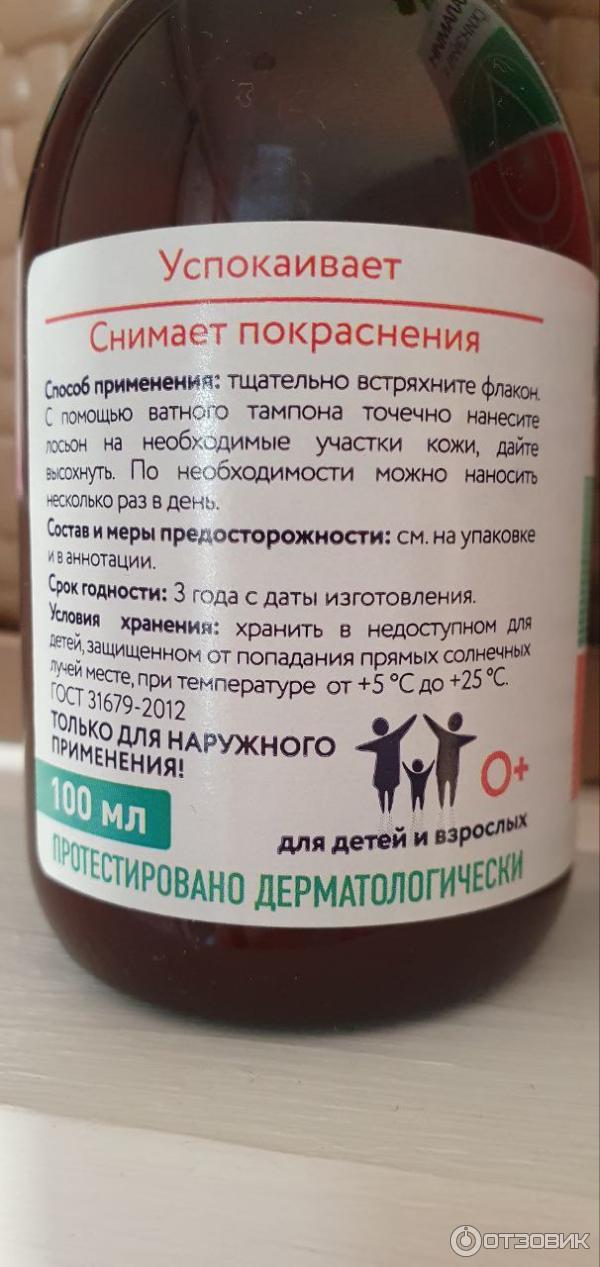 Успокаивает
Снимает покраснения
Способ применения: тщательно встряхните флакон.
С помощью ватного тампона точечно нанесите
лосьон на необходимые участки кожи, дайте
высохнуть. По необходимости можно наносить
несколько раз в день.
Состав и меры предосторожности: см. на упаковке
и в аннотации.
Срок годности: 3 года с даты изготовления.
Условия хранения: хранить в недоступном для
детей, защищенном от попадания прямых солнечных
лучей месте, при температуре от +5 °С до +25 °С.
ГОСТ 31679-2012
ТОЛЬКО ДЛЯ НАРУЖНОГО
ПРИМЕНЕНИЯ!
0+
100 мл
для детей и взрослых
ПРОТЕСТИРОВАНО ДЕРМАТОЛОГИЧЕСКИ
ОТЗОВИК